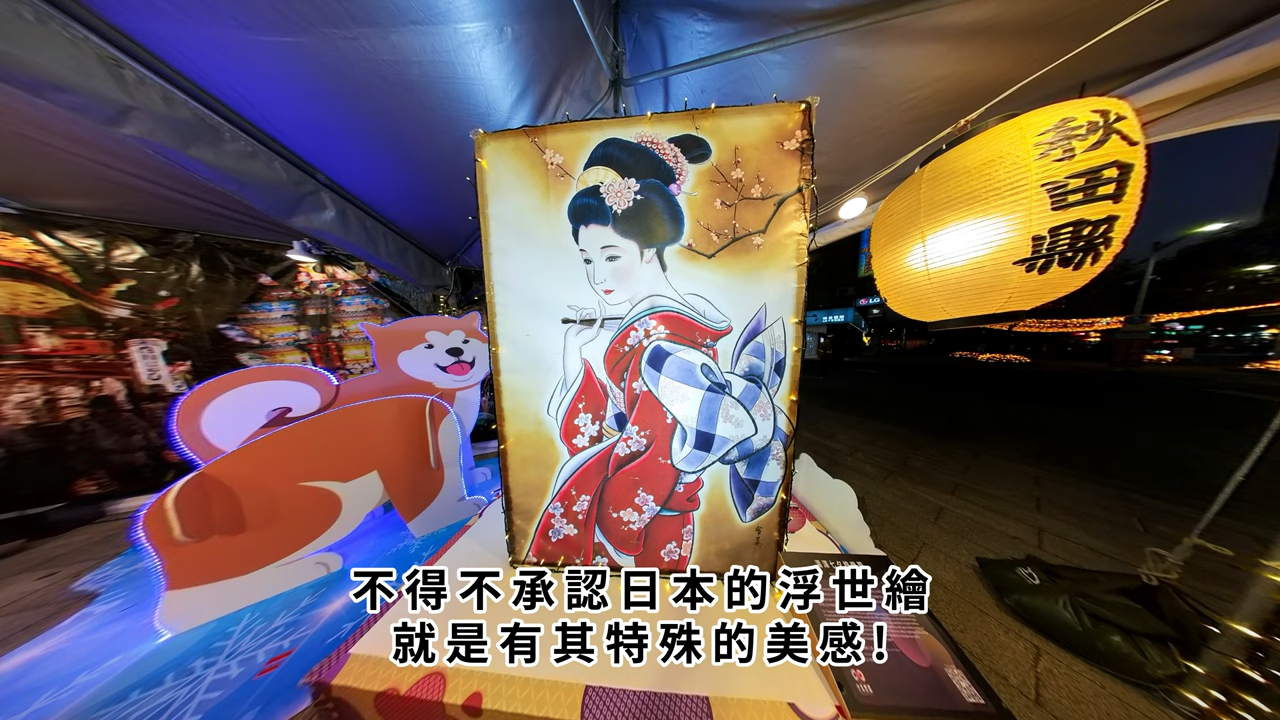 秋田縣
LG
不得不承認日本的浮世繪
就是有其特殊的美感!